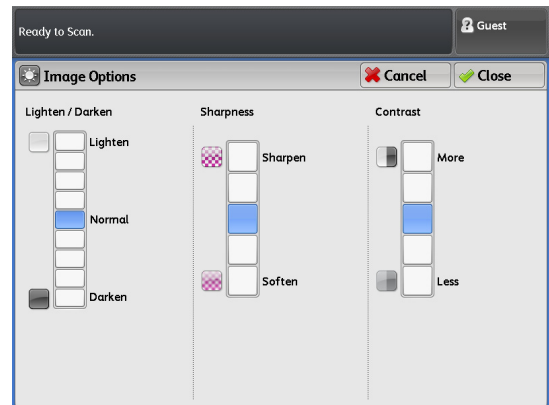 Ready to Scan.
Guest
Image Options
Cancel
Close
Lighten / Darken
Sharpness
Contrast
Lighten
Normal
Darken
Sharpen
Soften
More
Less